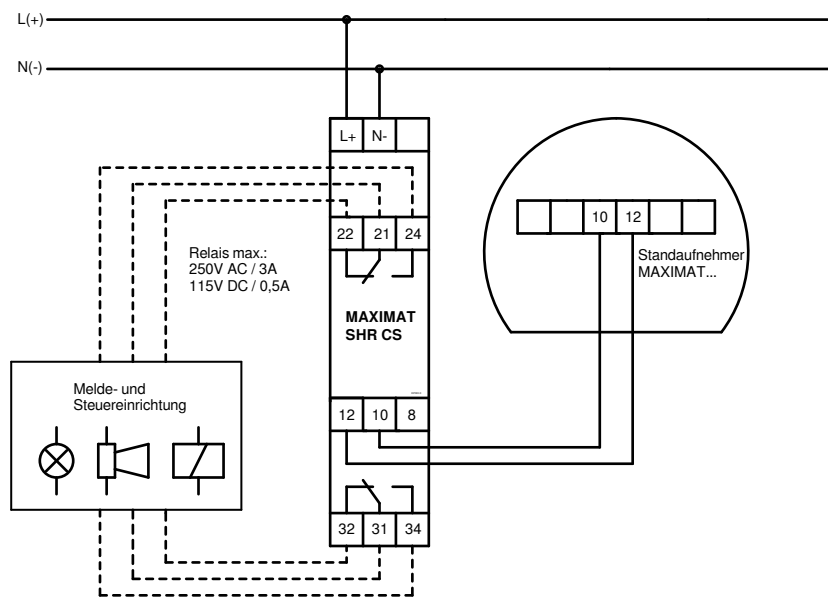 L(+)
N(-)
L+ N-
10 12
22 21 24
Standaufnehmer
MAXIMAT...
Relais max.:
250V AC / 3A
115V DC / 0,5A
MAXIMAT
SHR CS
Melde- und
Steuereinrichtung
12 10 8
32 31 34